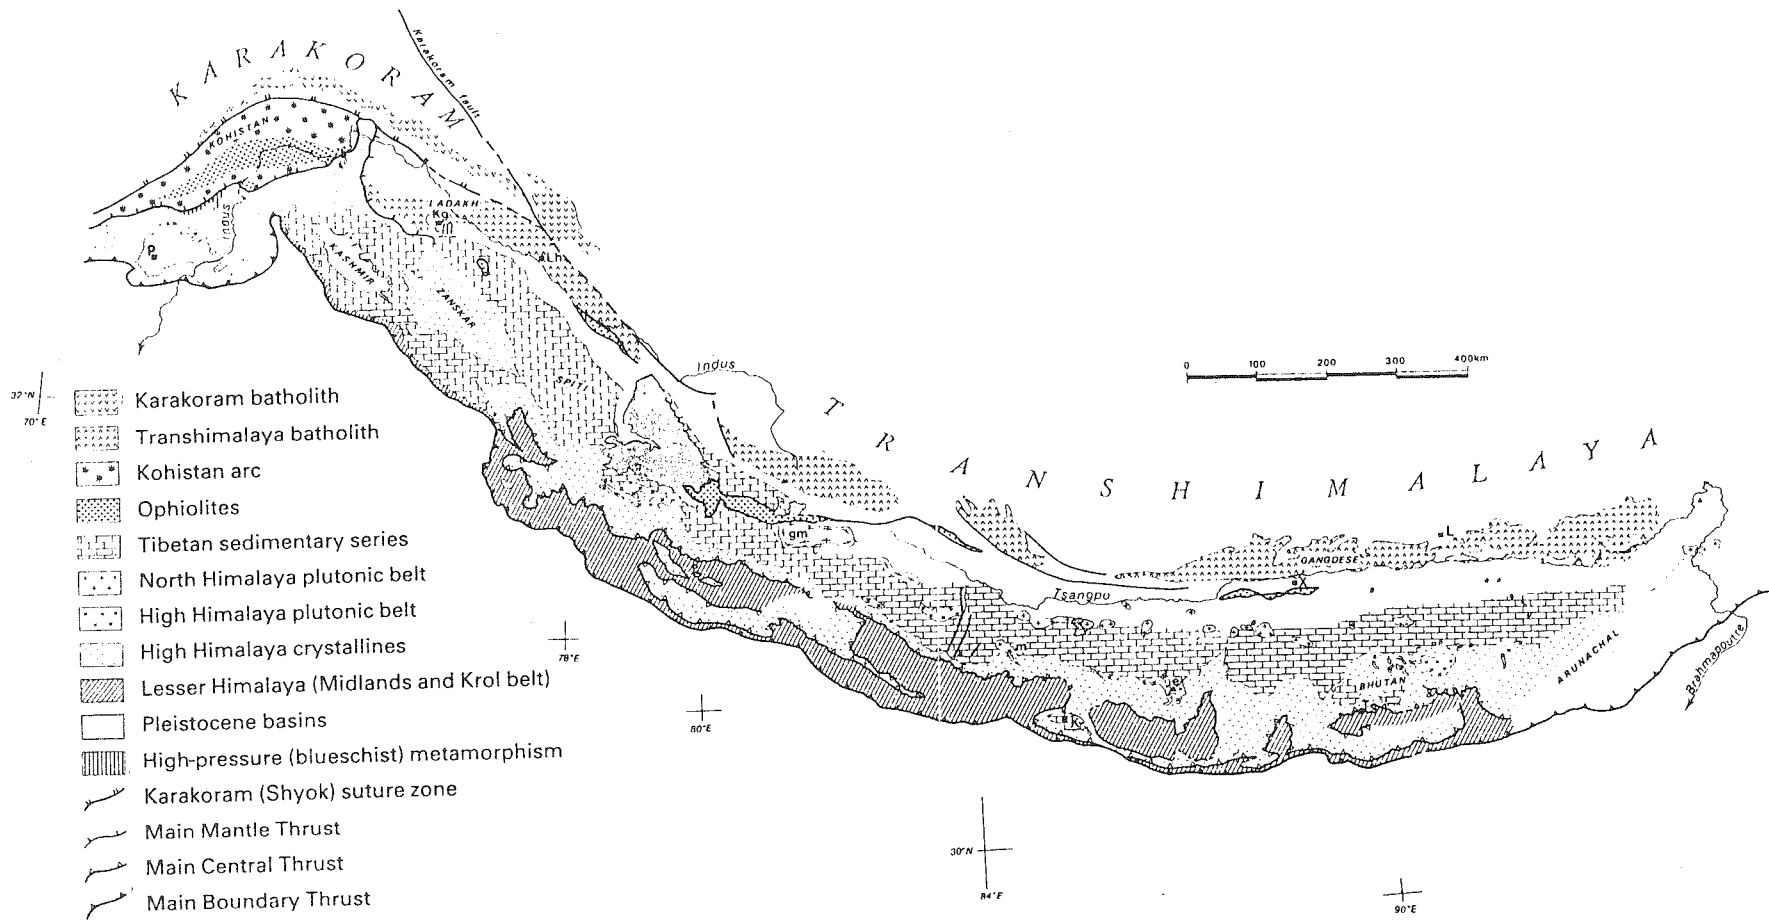 KARAKORAM
Karakoram fault
KOHISTAN
Indus
P
LADAKH
Kg
Lh
KASHMIR
ZANSKAR
SPITI
Indus
0 100 200 300 400km
TRANSHIMALAYA
32°N
70°E
Karakoram batholith
Transhimalaya batholith
Kohistan arc
Ophiolites
Tibetan sedimentary series
North Himalaya plutonic belt
High Himalaya plutonic belt
High Himalaya crystallines
Lesser Himalaya (Midlands and Krol belt)
Pleistocene basins
High-pressure (blueschist) metamorphism
Karakoram (Shyok) suture zone
Main Mantle Thrust
Main Central Thrust
Main Boundary Thrust
gm
L
GANGDESE
X
Tsangpo
m
K
BHUTAN
ARUNACHAL
Brahmapoutre
78°E
80°E
30°N
84°E
90°E